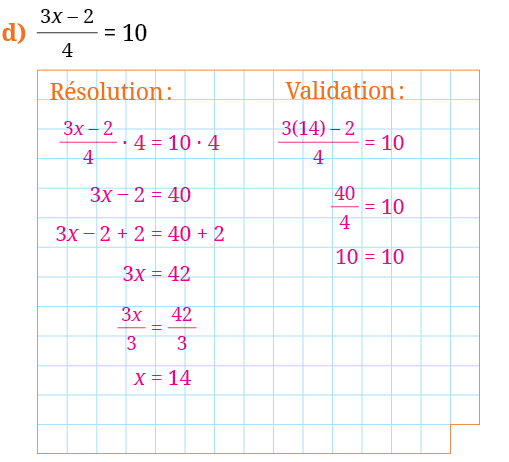 d) (3x – 2)/4 = 10
Résolution :
(3x – 2)/4 · 4 = 10 · 4
3x – 2 = 40
3x – 2 + 2 = 40 + 2
3x = 42
3x/3 = 42/3
x = 14
Validation :
(3(14) – 2)/4 = 10
40/4 = 10
10 = 10